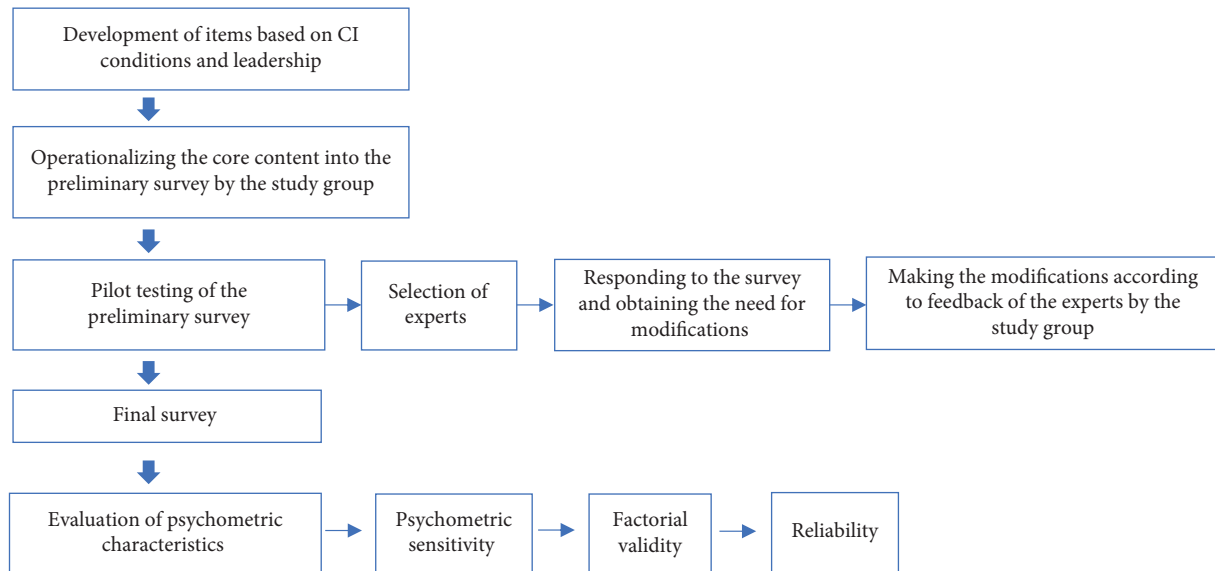 Development of items based on CI
conditions and leadership
Operationalizing the core content into the
preliminary survey by the study group
Pilot testing of the
preliminary survey
Selection of
experts
Responding to the survey
and obtaining the need for
modifications
Making the modifications according
to feedback of the experts by the
study group
Final survey
Evaluation of psychometric
characteristics
Psychometric
sensitivity
Factorial
validity
Reliability